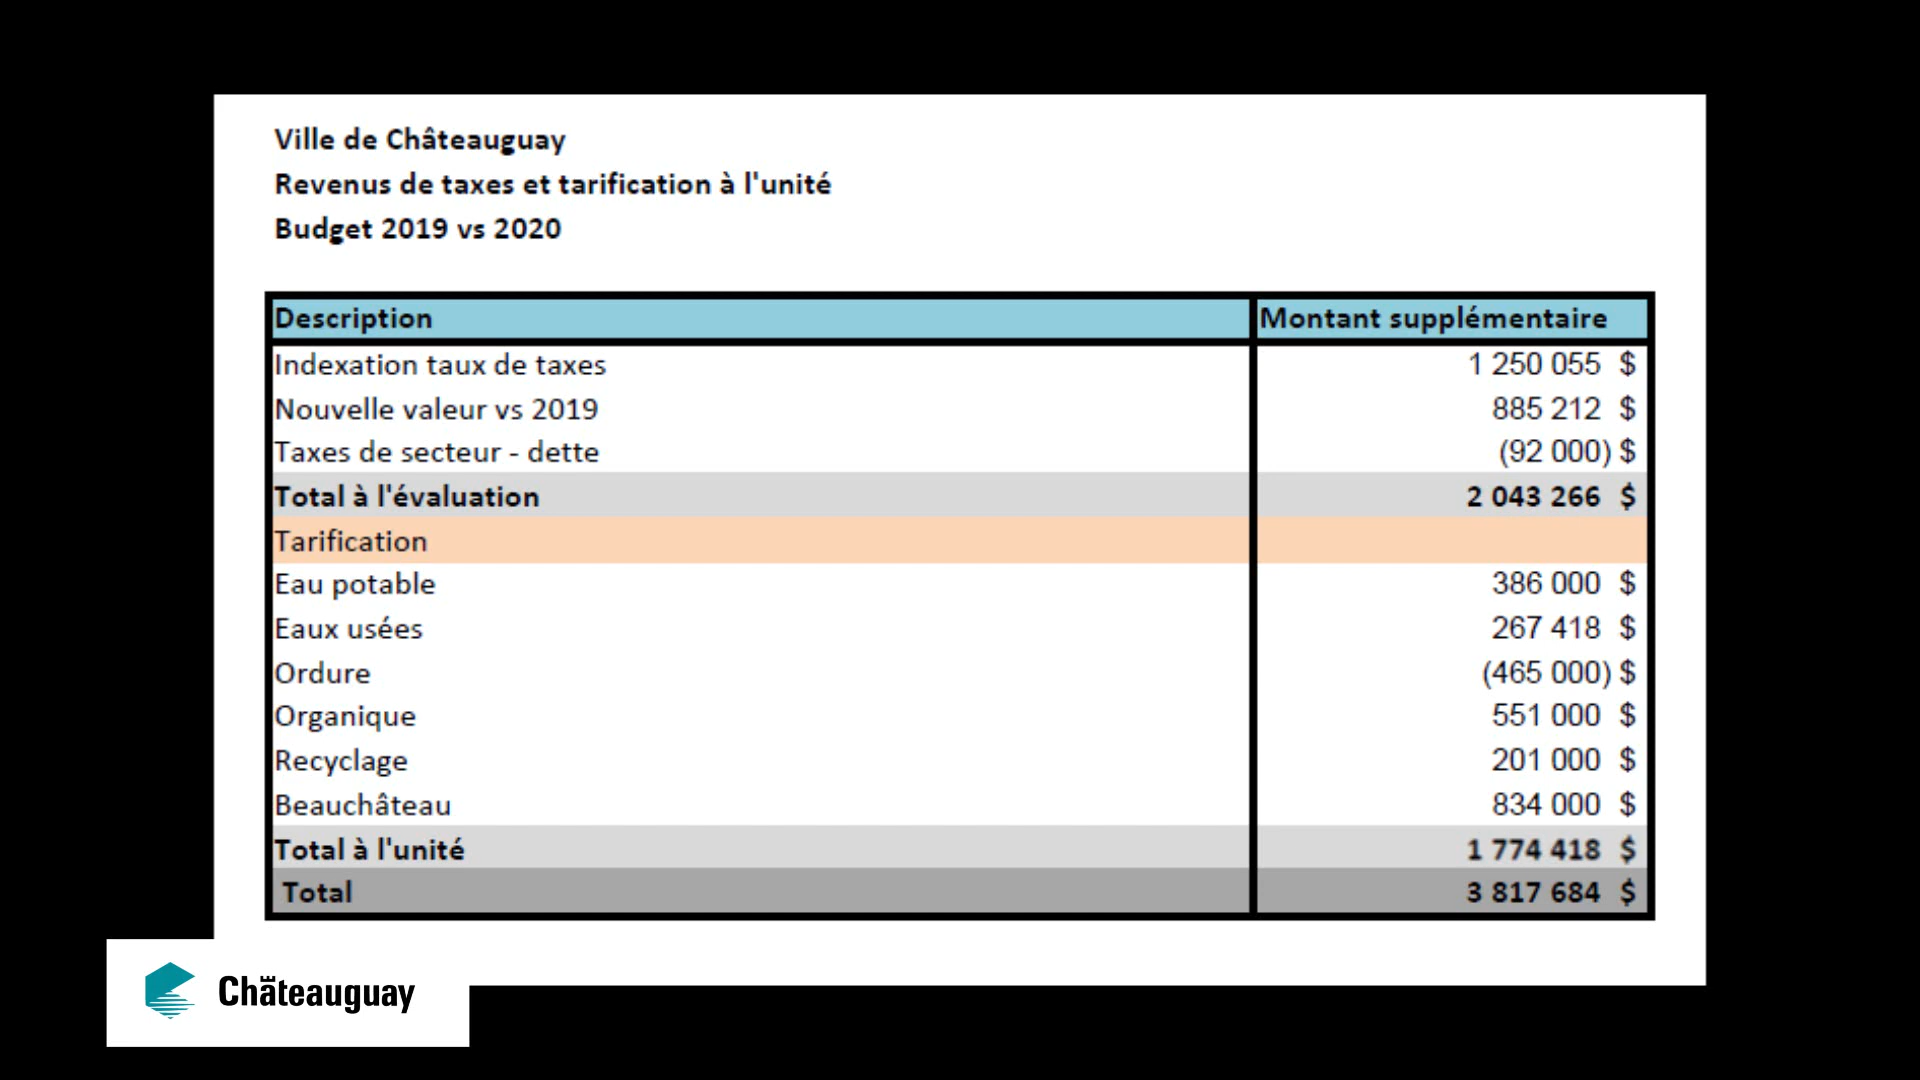 Ville de Châteauguay
Revenus de taxes et tarification à l'unité
Budget 2019 vs 2020
Description Montant supplémentaire
Indexation taux de taxes 1 250 055 $
Nouvelle valeur vs 2019 885 212 $
Taxes de secteur - dette (92 000) $
Total à l'évaluation 2 043 266 $
Tarification
Eau potable 386 000 $
Eaux usées 267 418 $
Ordure (465 000) $
Organique 551 000 $
Recyclage 201 000 $
Beauchâteau 834 000 $
Total à l'unité 1 774 418 $
Total 3 817 684 $
Châteauguay